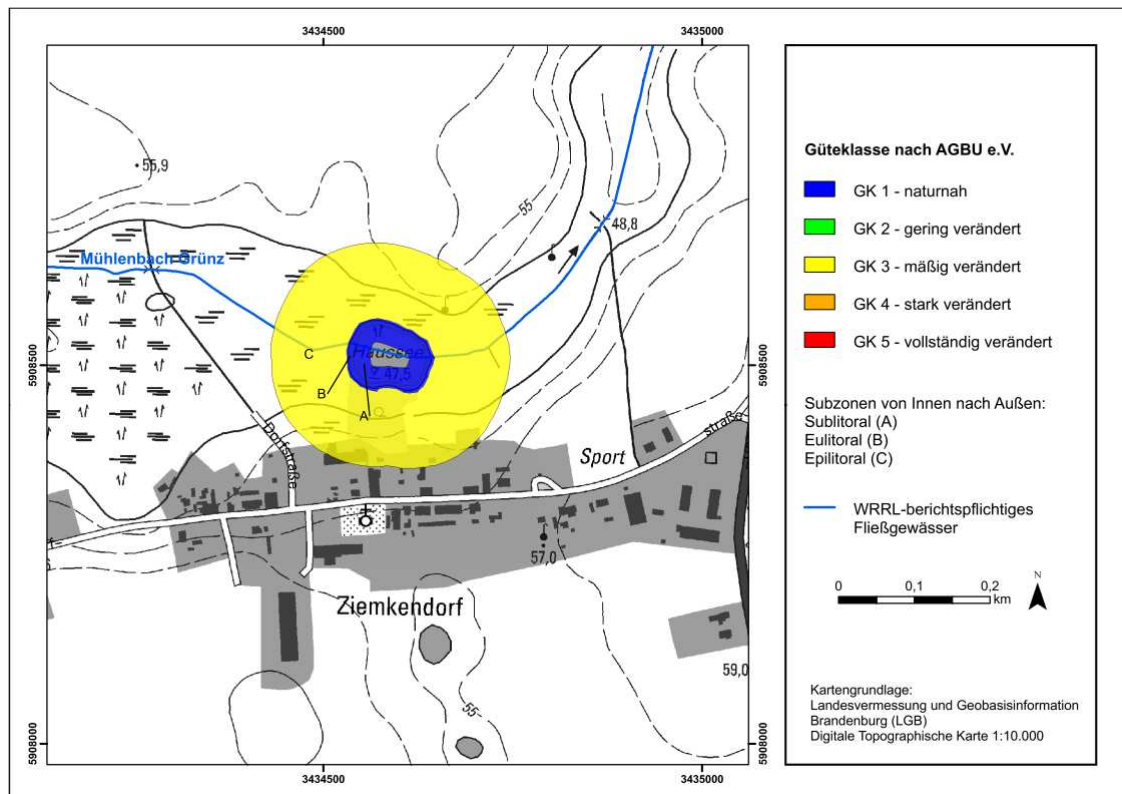 3434500
3435000
55,9
55
48,8
Mühlenbach Grünz
5908500
5908500
C
Haussee
47,5
B
A
Dorfstraße
Sport
straße
57,0
Ziemkendorf
59,0
55
5908000
5908000
3434500
3435000
Güteklasse nach AGBU e.V.
GK 1 - naturnah
GK 2 - gering verändert
GK 3 - mäßig verändert
GK 4 - stark verändert
GK 5 - vollständig verändert
Subzonen von Innen nach Außen:
Sublitoral (A)
Eulitoral (B)
Epilitoral (C)
WRRL-berichtspflichtiges
Fließgewässer
0 0,1 0,2
km
N
Kartengrundlage:
Landesvermessung und Geobasisinformation
Brandenburg (LGB)
Digitale Topographische Karte 1:10.000